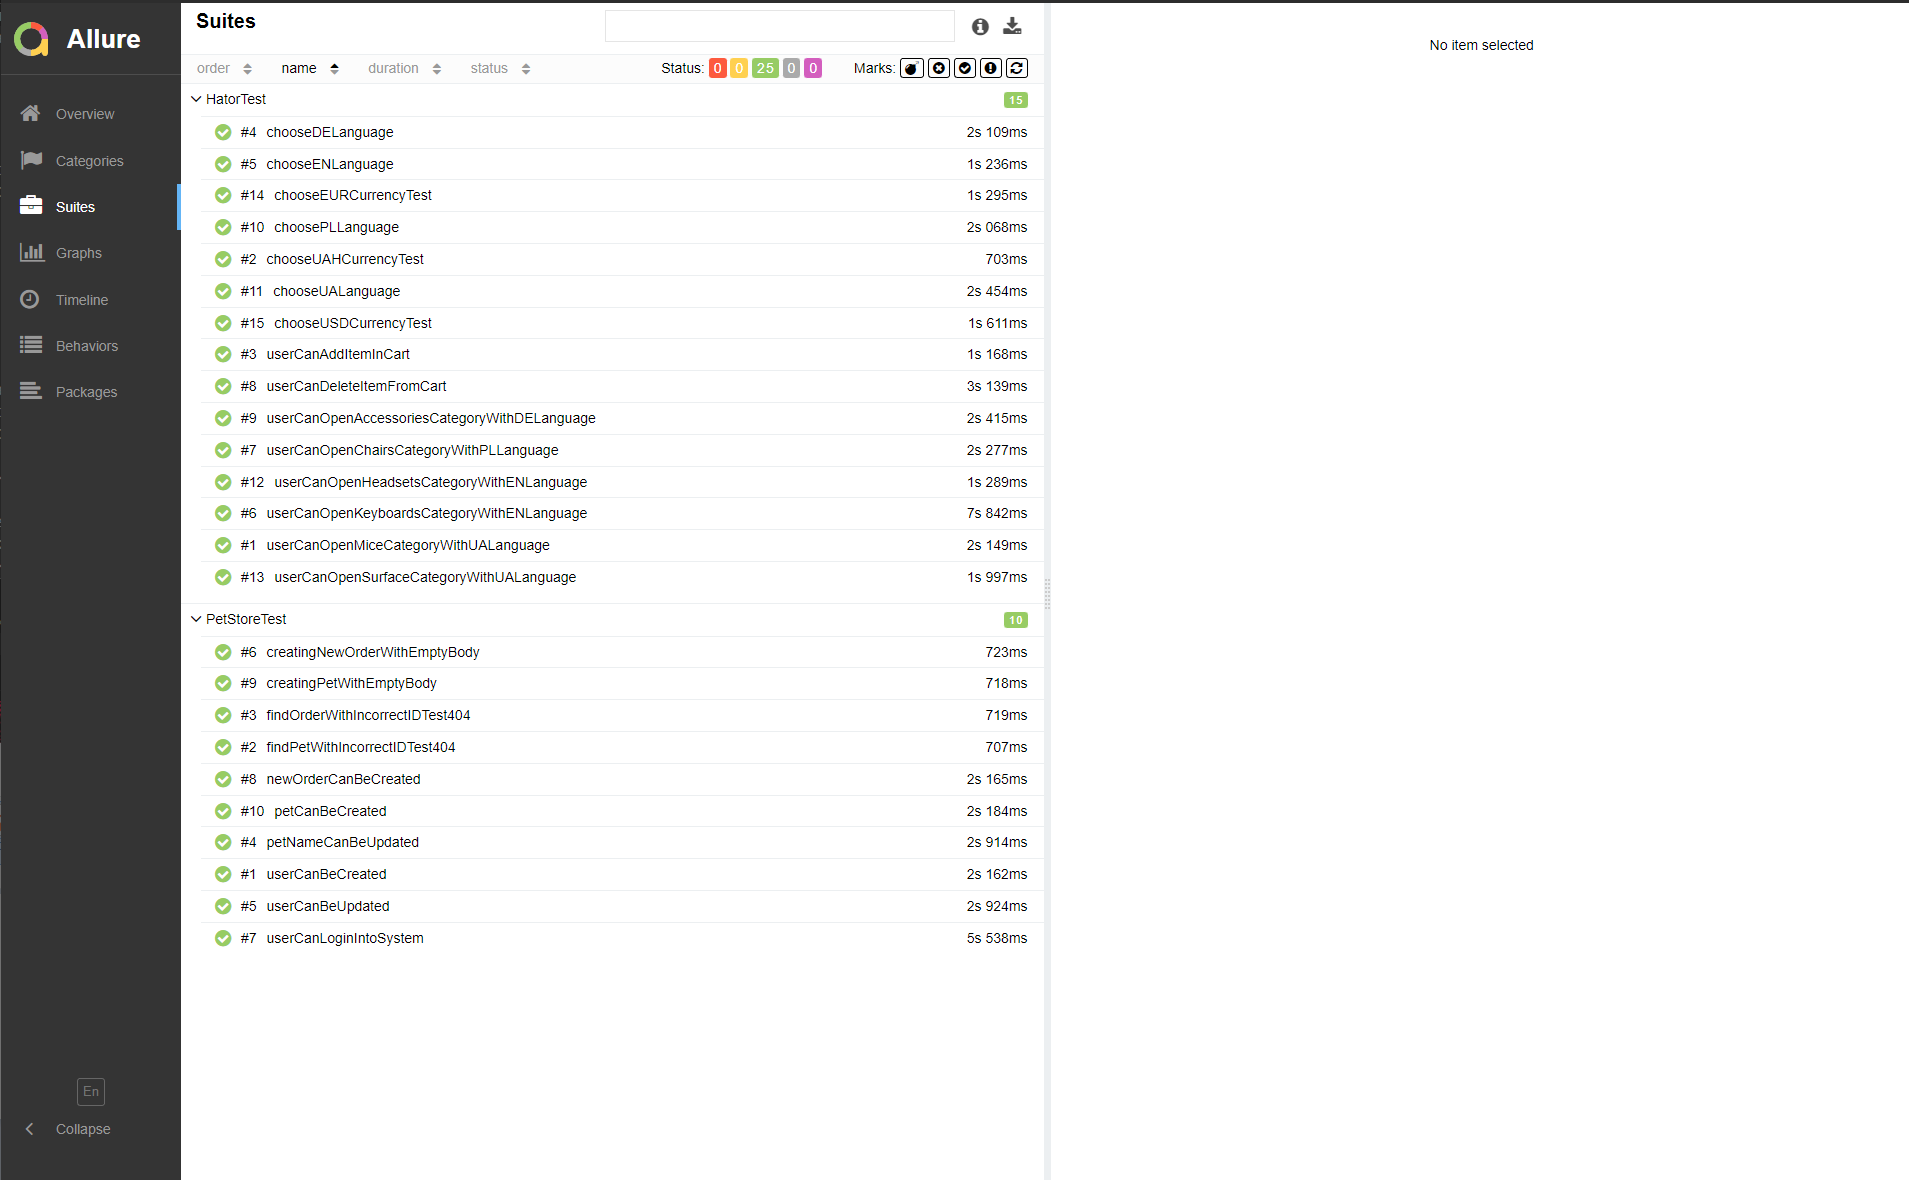 Allure
Overview
Categories
Suites
Graphs
Timeline
Behaviors
Packages
En
Collapse
Suites
order name duration status Status: 0 0 25 0 0 Marks:
HatorTest 15
#4 chooseDELanguage 2s 109ms
#5 chooseENLanguage 1s 236ms
#14 chooseEURCurrencyTest 1s 295ms
#10 choosePLLanguage 2s 068ms
#2 chooseUAHCurrencyTest 703ms
#11 chooseUALanguage 2s 454ms
#15 chooseUSDCurrencyTest 1s 611ms
#3 userCanAddItemInCart 1s 168ms
#8 userCanDeleteItemFromCart 3s 139ms
#9 userCanOpenAccessoriesCategoryWithDELanguage 2s 415ms
#7 userCanOpenChairsCategoryWithPLLanguage 2s 277ms
#12 userCanOpenHeadsetsCategoryWithENLanguage 1s 289ms
#6 userCanOpenKeyboardsCategoryWithENLanguage 7s 842ms
#1 userCanOpenMiceCategoryWithUALanguage 2s 149ms
#13 userCanOpenSurfaceCategoryWithUALanguage 1s 997ms
PetStoreTest 10
#6 creatingNewOrderWithEmptyBody 723ms
#9 creatingPetWithEmptyBody 718ms
#3 findOrderWithIncorrectIDTest404 719ms
#2 findPetWithIncorrectIDTest404 707ms
#8 newOrderCanBeCreated 2s 165ms
#10 petCanBeCreated 2s 184ms
#4 petNameCanBeUpdated 2s 914ms
#1 userCanBeCreated 2s 162ms
#5 userCanBeUpdated 2s 924ms
#7 userCanLoginIntoSystem 5s 538ms
No item selected